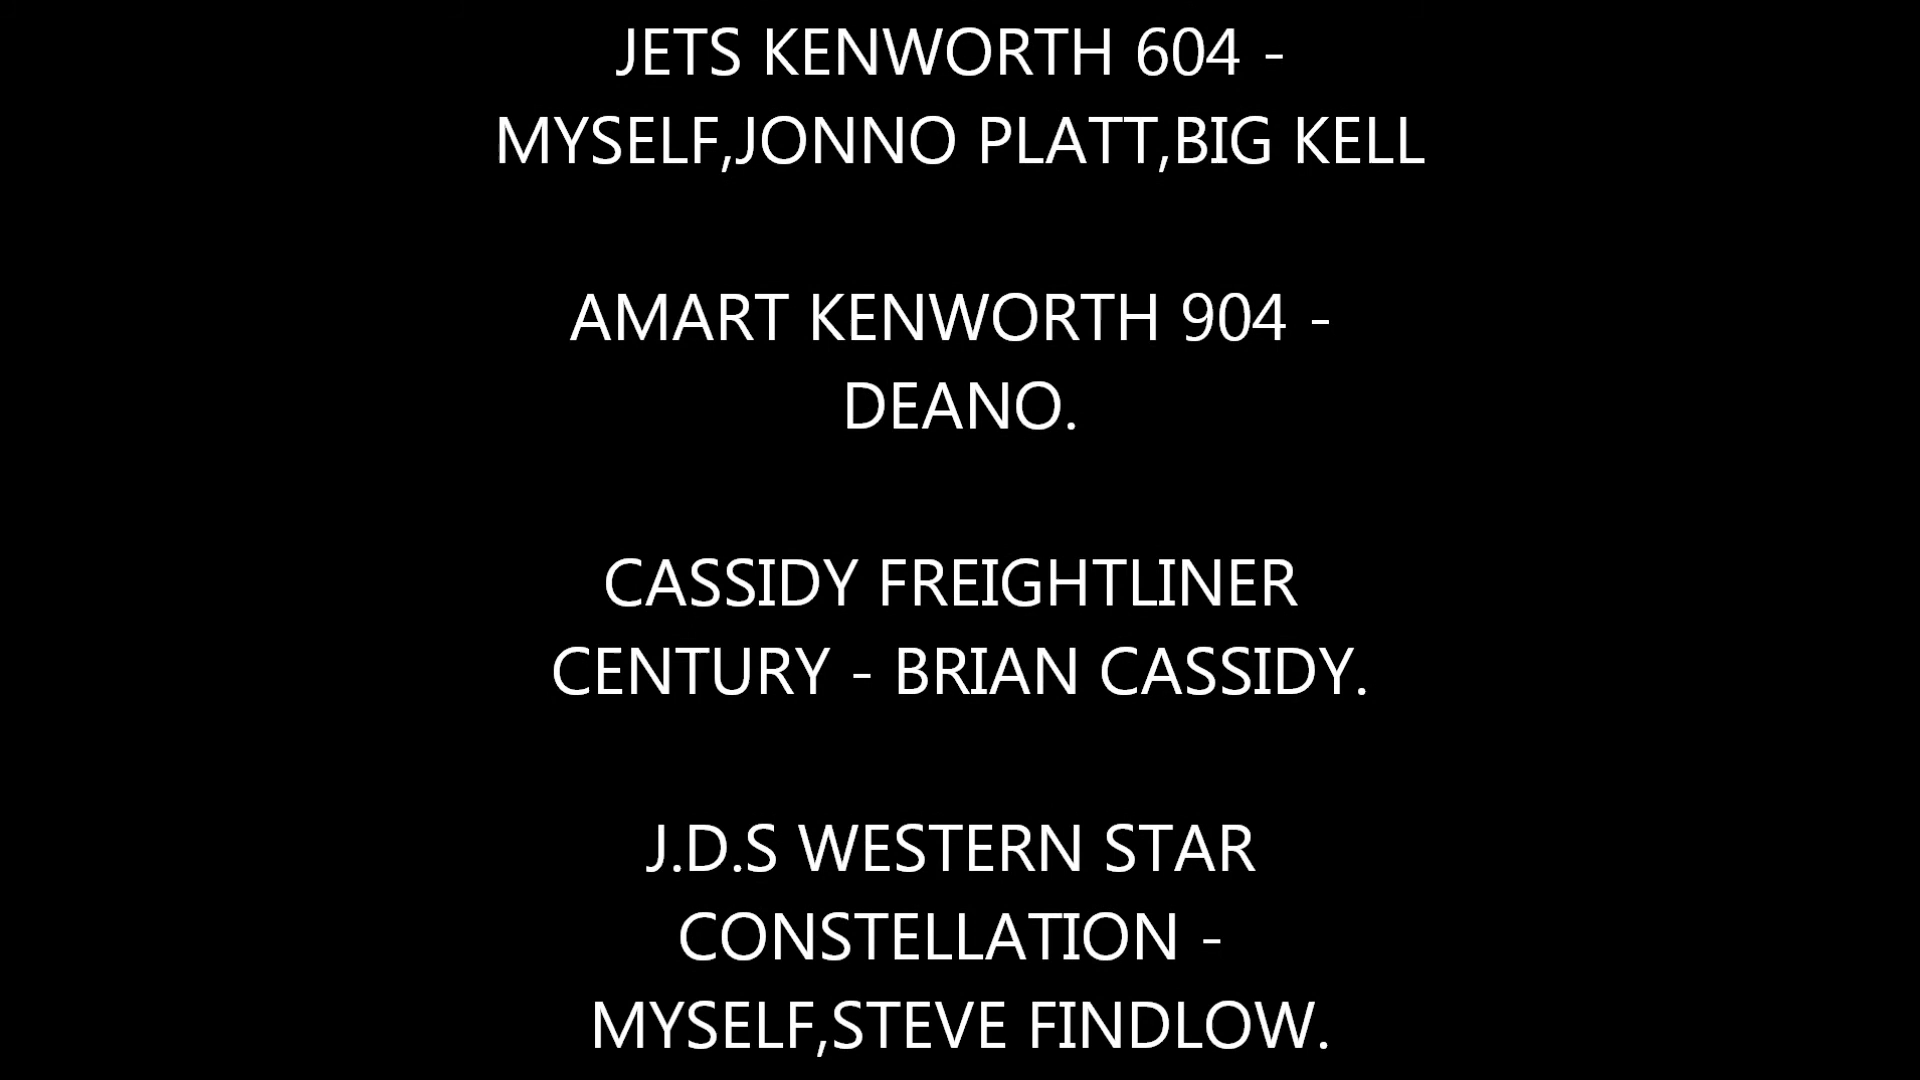 JETS KENWORTH 604 -
MYSELF,JONNO PLATT,BIG KELL
AMART KENWORTH 904 -
DEANO.
CASSIDY FREIGHTLINER
CENTURY - BRIAN CASSIDY.
J.D.S WESTERN STAR
CONSTELLATION -
MYSELF,STEVE FINDLOW.